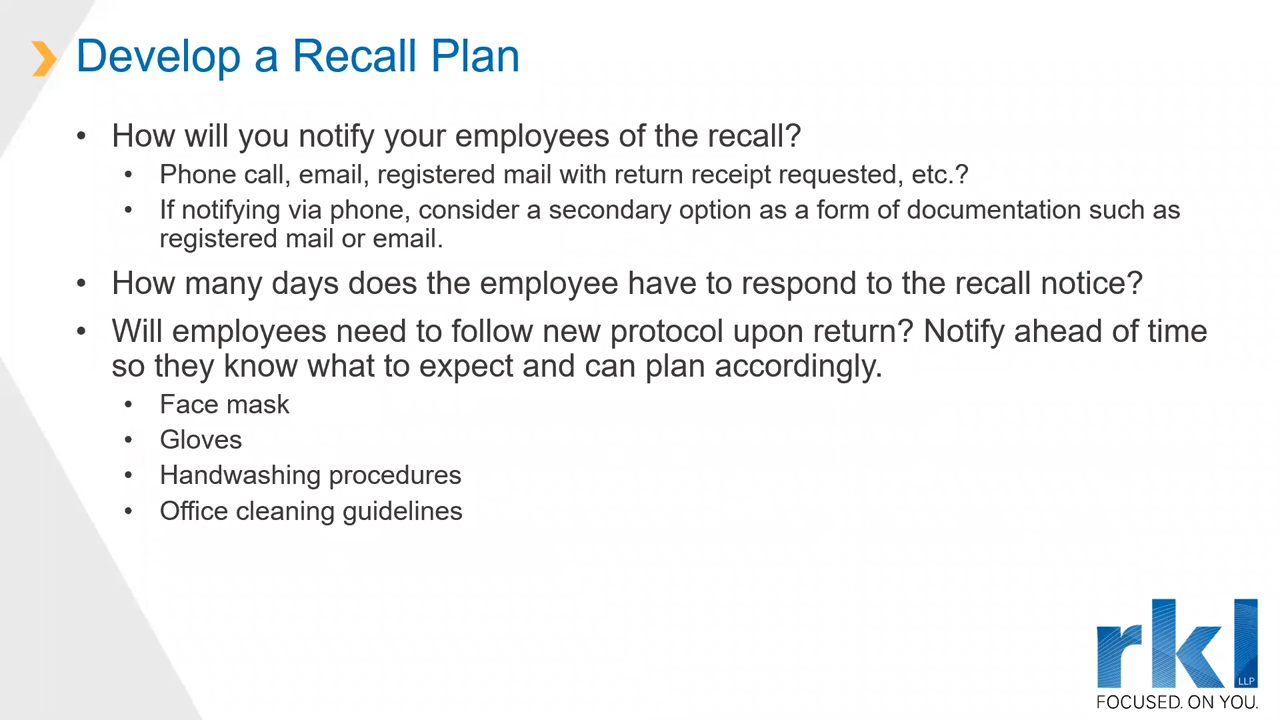 Develop a Recall Plan
• How will you notify your employees of the recall?
• Phone call, email, registered mail with return receipt requested, etc.?
• If notifying via phone, consider a secondary option as a form of documentation such as
registered mail or email.
• How many days does the employee have to respond to the recall notice?
• Will employees need to follow new protocol upon return? Notify ahead of time
so they know what to expect and can plan accordingly.
• Face mask
• Gloves
• Handwashing procedures
• Office cleaning guidelines
rkl
LLP
FOCUSED. ON YOU.